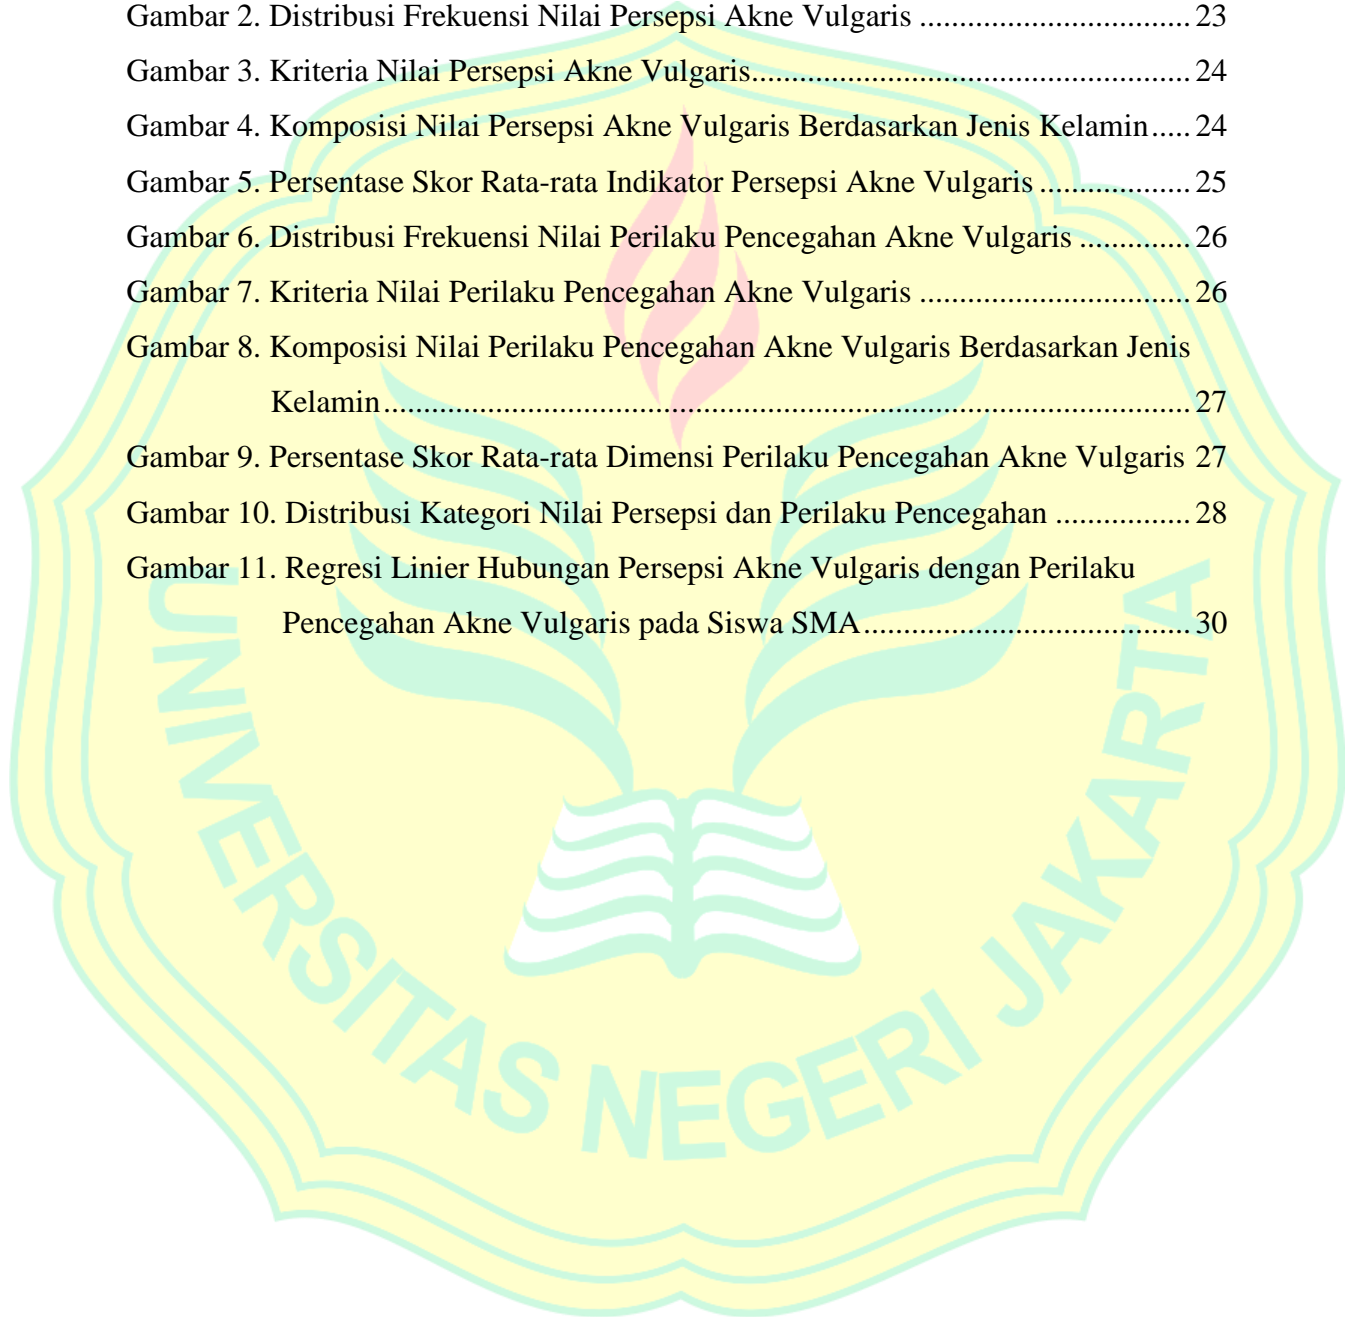 Gambar 2. Distribusi Frekuensi Nilai Persepsi Akne Vulgaris .................................. 23
Gambar 3. Kriteria Nilai Persepsi Akne Vulgaris....................................................... 24
Gambar 4. Komposisi Nilai Persepsi Akne Vulgaris Berdasarkan Jenis Kelamin..... 24
Gambar 5. Persentase Skor Rata-rata Indikator Persepsi Akne Vulgaris ................... 25
Gambar 6. Distribusi Frekuensi Nilai Perilaku Pencegahan Akne Vulgaris .............. 26
Gambar 7. Kriteria Nilai Perilaku Pencegahan Akne Vulgaris .................................. 26
Gambar 8. Komposisi Nilai Perilaku Pencegahan Akne Vulgaris Berdasarkan Jenis
Kelamin..................................................................................................... 27
Gambar 9. Persentase Skor Rata-rata Dimensi Perilaku Pencegahan Akne Vulgaris 27
Gambar 10. Distribusi Kategori Nilai Persepsi dan Perilaku Pencegahan ................. 28
Gambar 11. Regresi Linier Hubungan Persepsi Akne Vulgaris dengan Perilaku
Pencegahan Akne Vulgaris pada Siswa SMA......................................... 30
UNIVERSITAS NEGERI JAKARTA